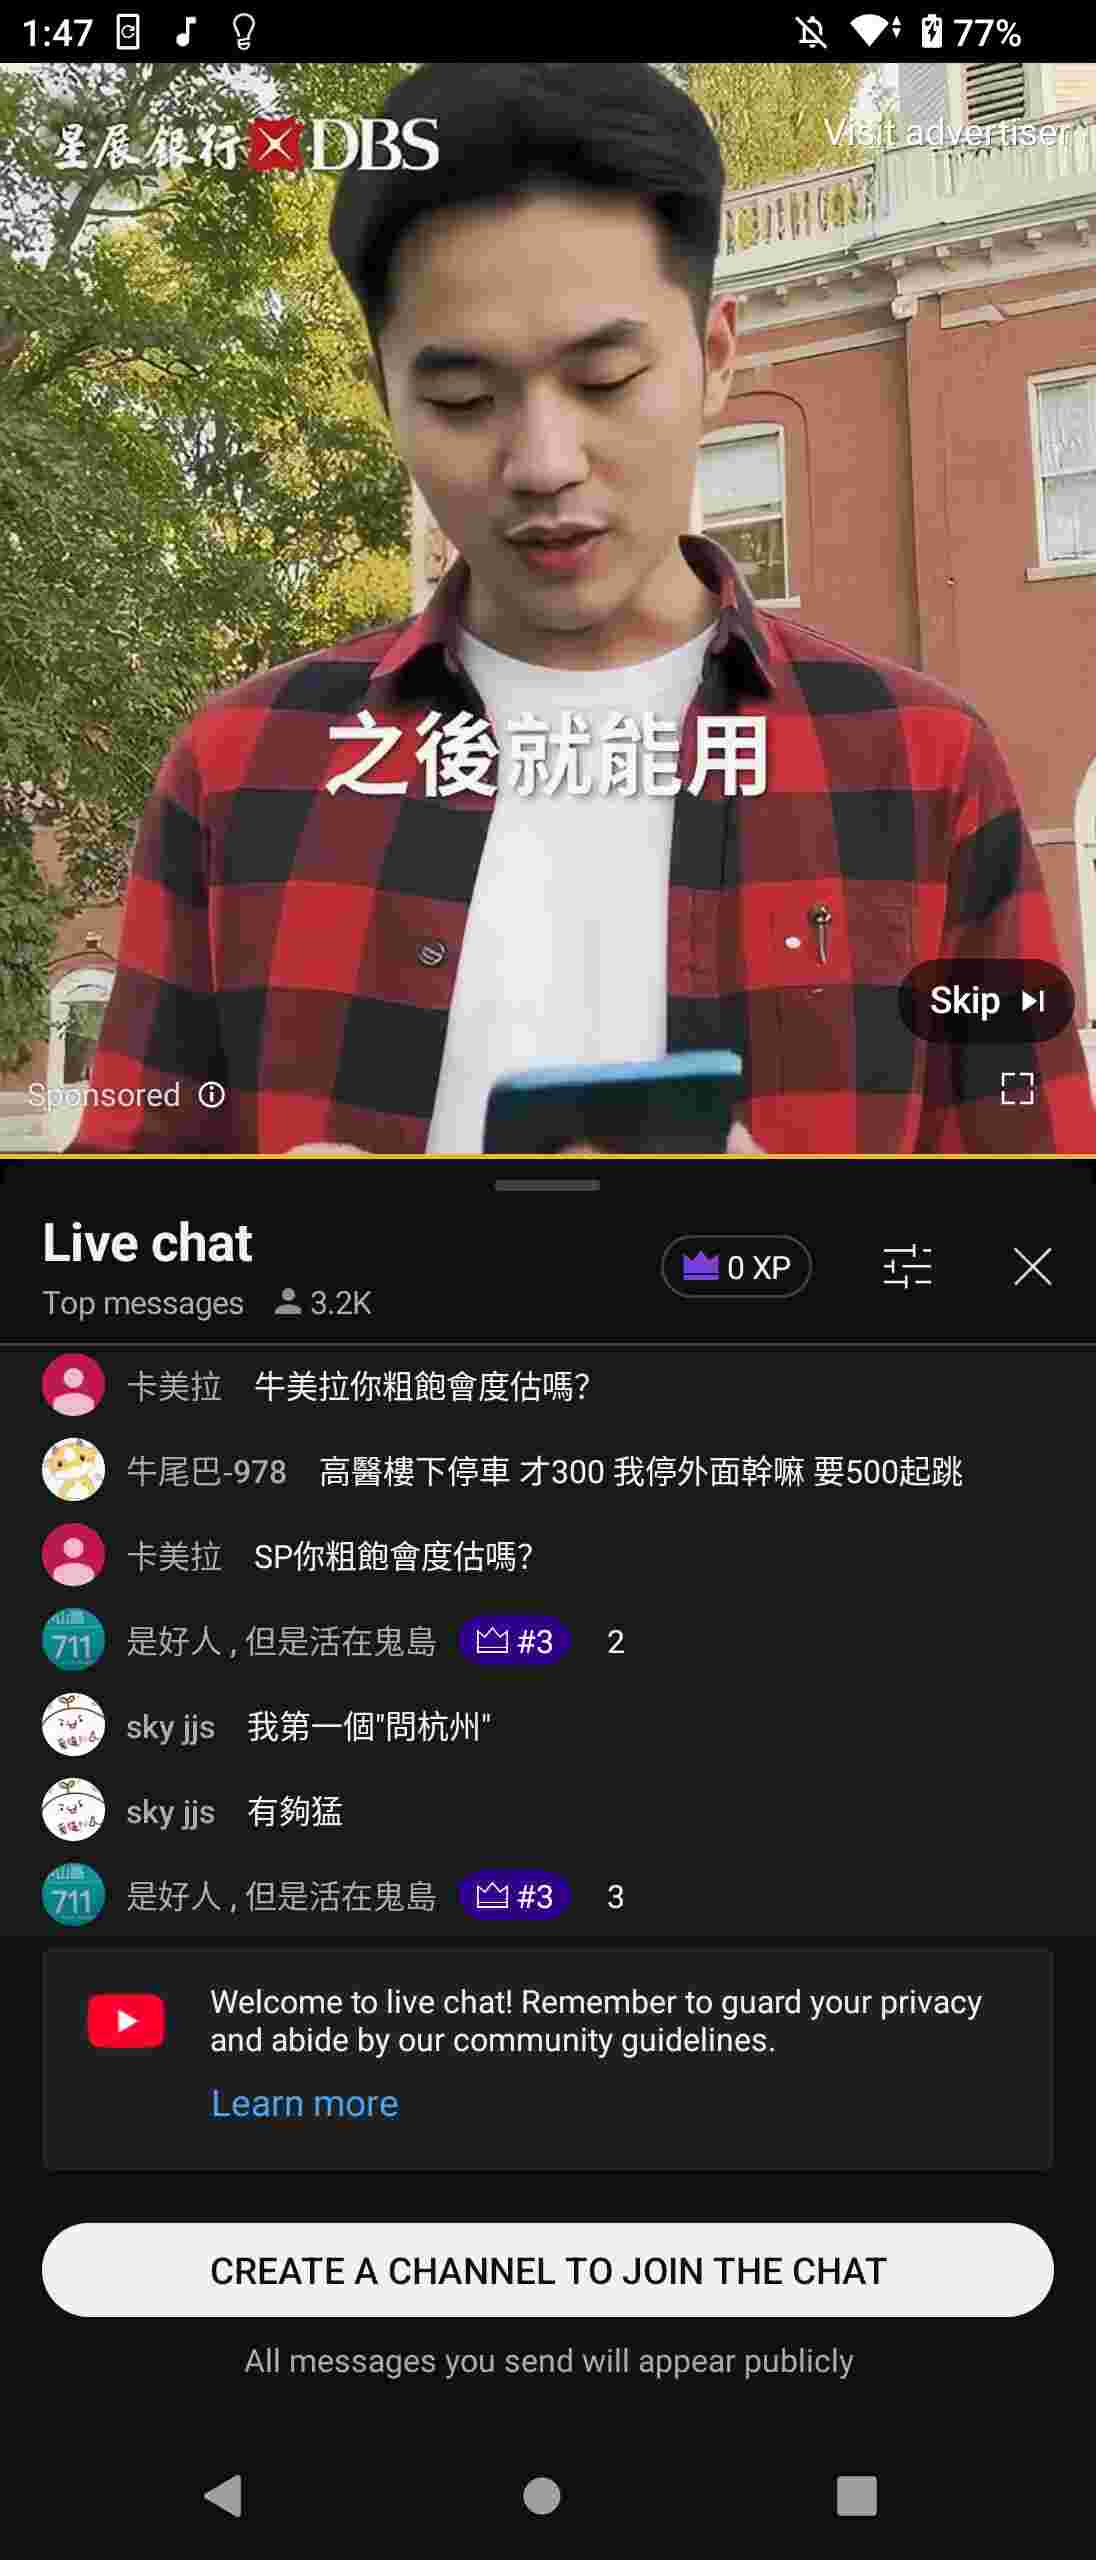 1:47
77%
星展銀行 DBS
Visit advertiser
之後就能用
Skip
Sponsored
Live chat
Top messages 3.2K
0 XP
卡美拉 牛美拉你粗飽會度估嗎?
牛尾巴-978 高醫樓下停車 才300 我停外面幹嘛 要500起跳
卡美拉 SP你粗飽會度估嗎?
711
是好人 , 但是活在鬼島 #3 2
sky jjs 我第一個"問杭州"
sky jjs 有夠猛
711
是好人 , 但是活在鬼島 #3 3
Welcome to live chat! Remember to guard your privacy
and abide by our community guidelines.
Learn more
CREATE A CHANNEL TO JOIN THE CHAT
All messages you send will appear publicly